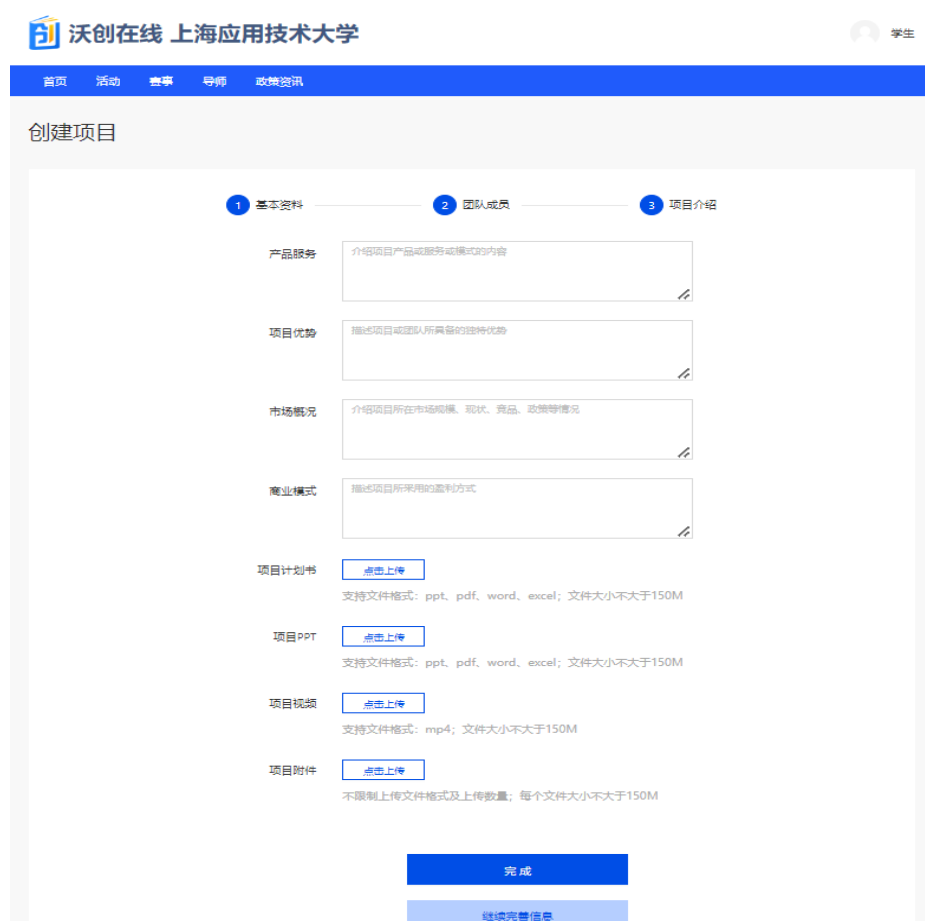 创 沃创在线 上海应用技术大学
学生
首页 活动 赛事 导师 政策资讯
创建项目
1 基本资料 2 团队成员 3 项目介绍
产品服务 介绍项目产品或服务或模式的内容
项目优势 描述项目或团队所具备的独特优势
市场概况 介绍项目所在市场规模、现状、竞品、政策等情况
商业模式 描述项目所采用的盈利方式
项目计划书 点击上传
支持文件格式：ppt、pdf、word、excel；文件大小不大于150M
项目PPT 点击上传
支持文件格式：ppt、pdf、word、excel；文件大小不大于150M
项目视频 点击上传
支持文件格式：mp4；文件大小不大于150M
项目附件 点击上传
不限制上传文件格式及上传数量；每个文件大小不大于150M
完成
继续完善信息